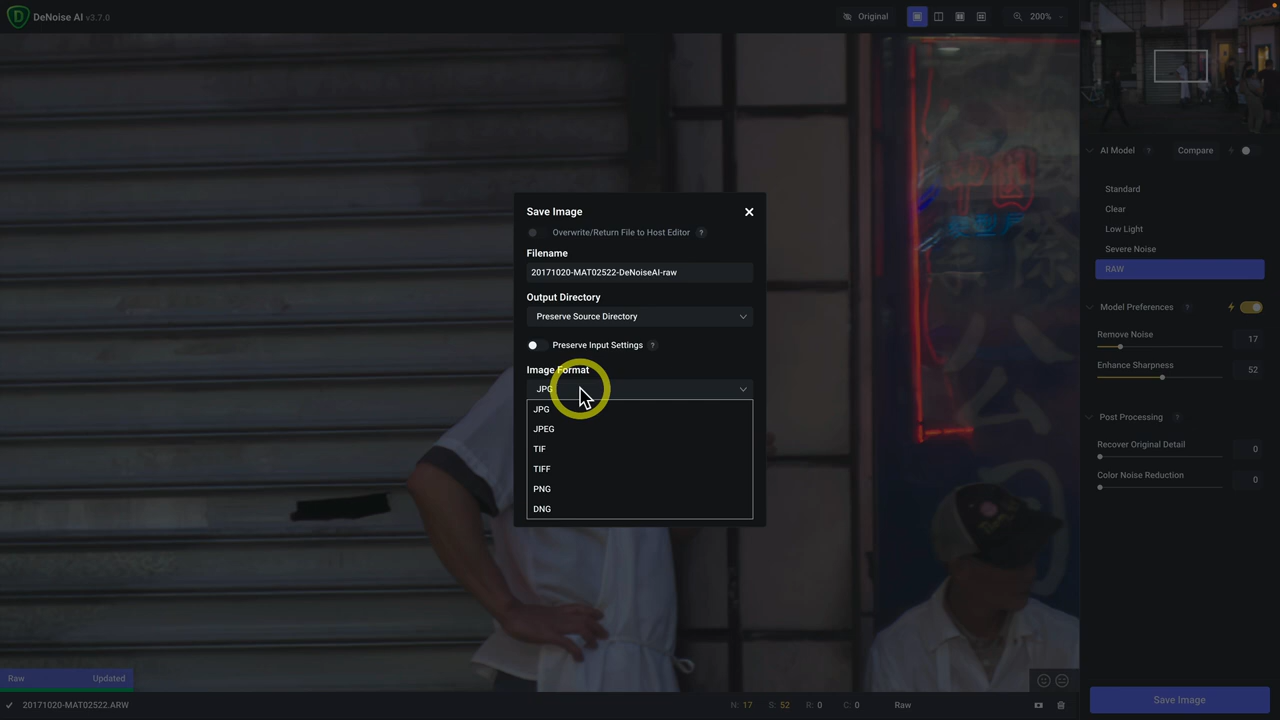 DeNoise AI v3.7.0
Original
200%
AI Model ?
Compare
Standard
Clear
Low Light
Severe Noise
RAW
Model Preferences ?
Remove Noise 17
Enhance Sharpness 52
Post Processing ?
Recover Original Detail 0
Color Noise Reduction 0
Save Image
Save Image
Overwrite/Return File to Host Editor ?
Filename
20171020-MAT02522-DeNoiseAI-raw
Output Directory
Preserve Source Directory
Preserve Input Settings ?
Image Format
JPG
JPG
JPEG
TIF
TIFF
PNG
DNG
中国
Raw Updated
20171020-MAT02522.ARW
N: 17 S: 52 R: 0 C: 0 Raw